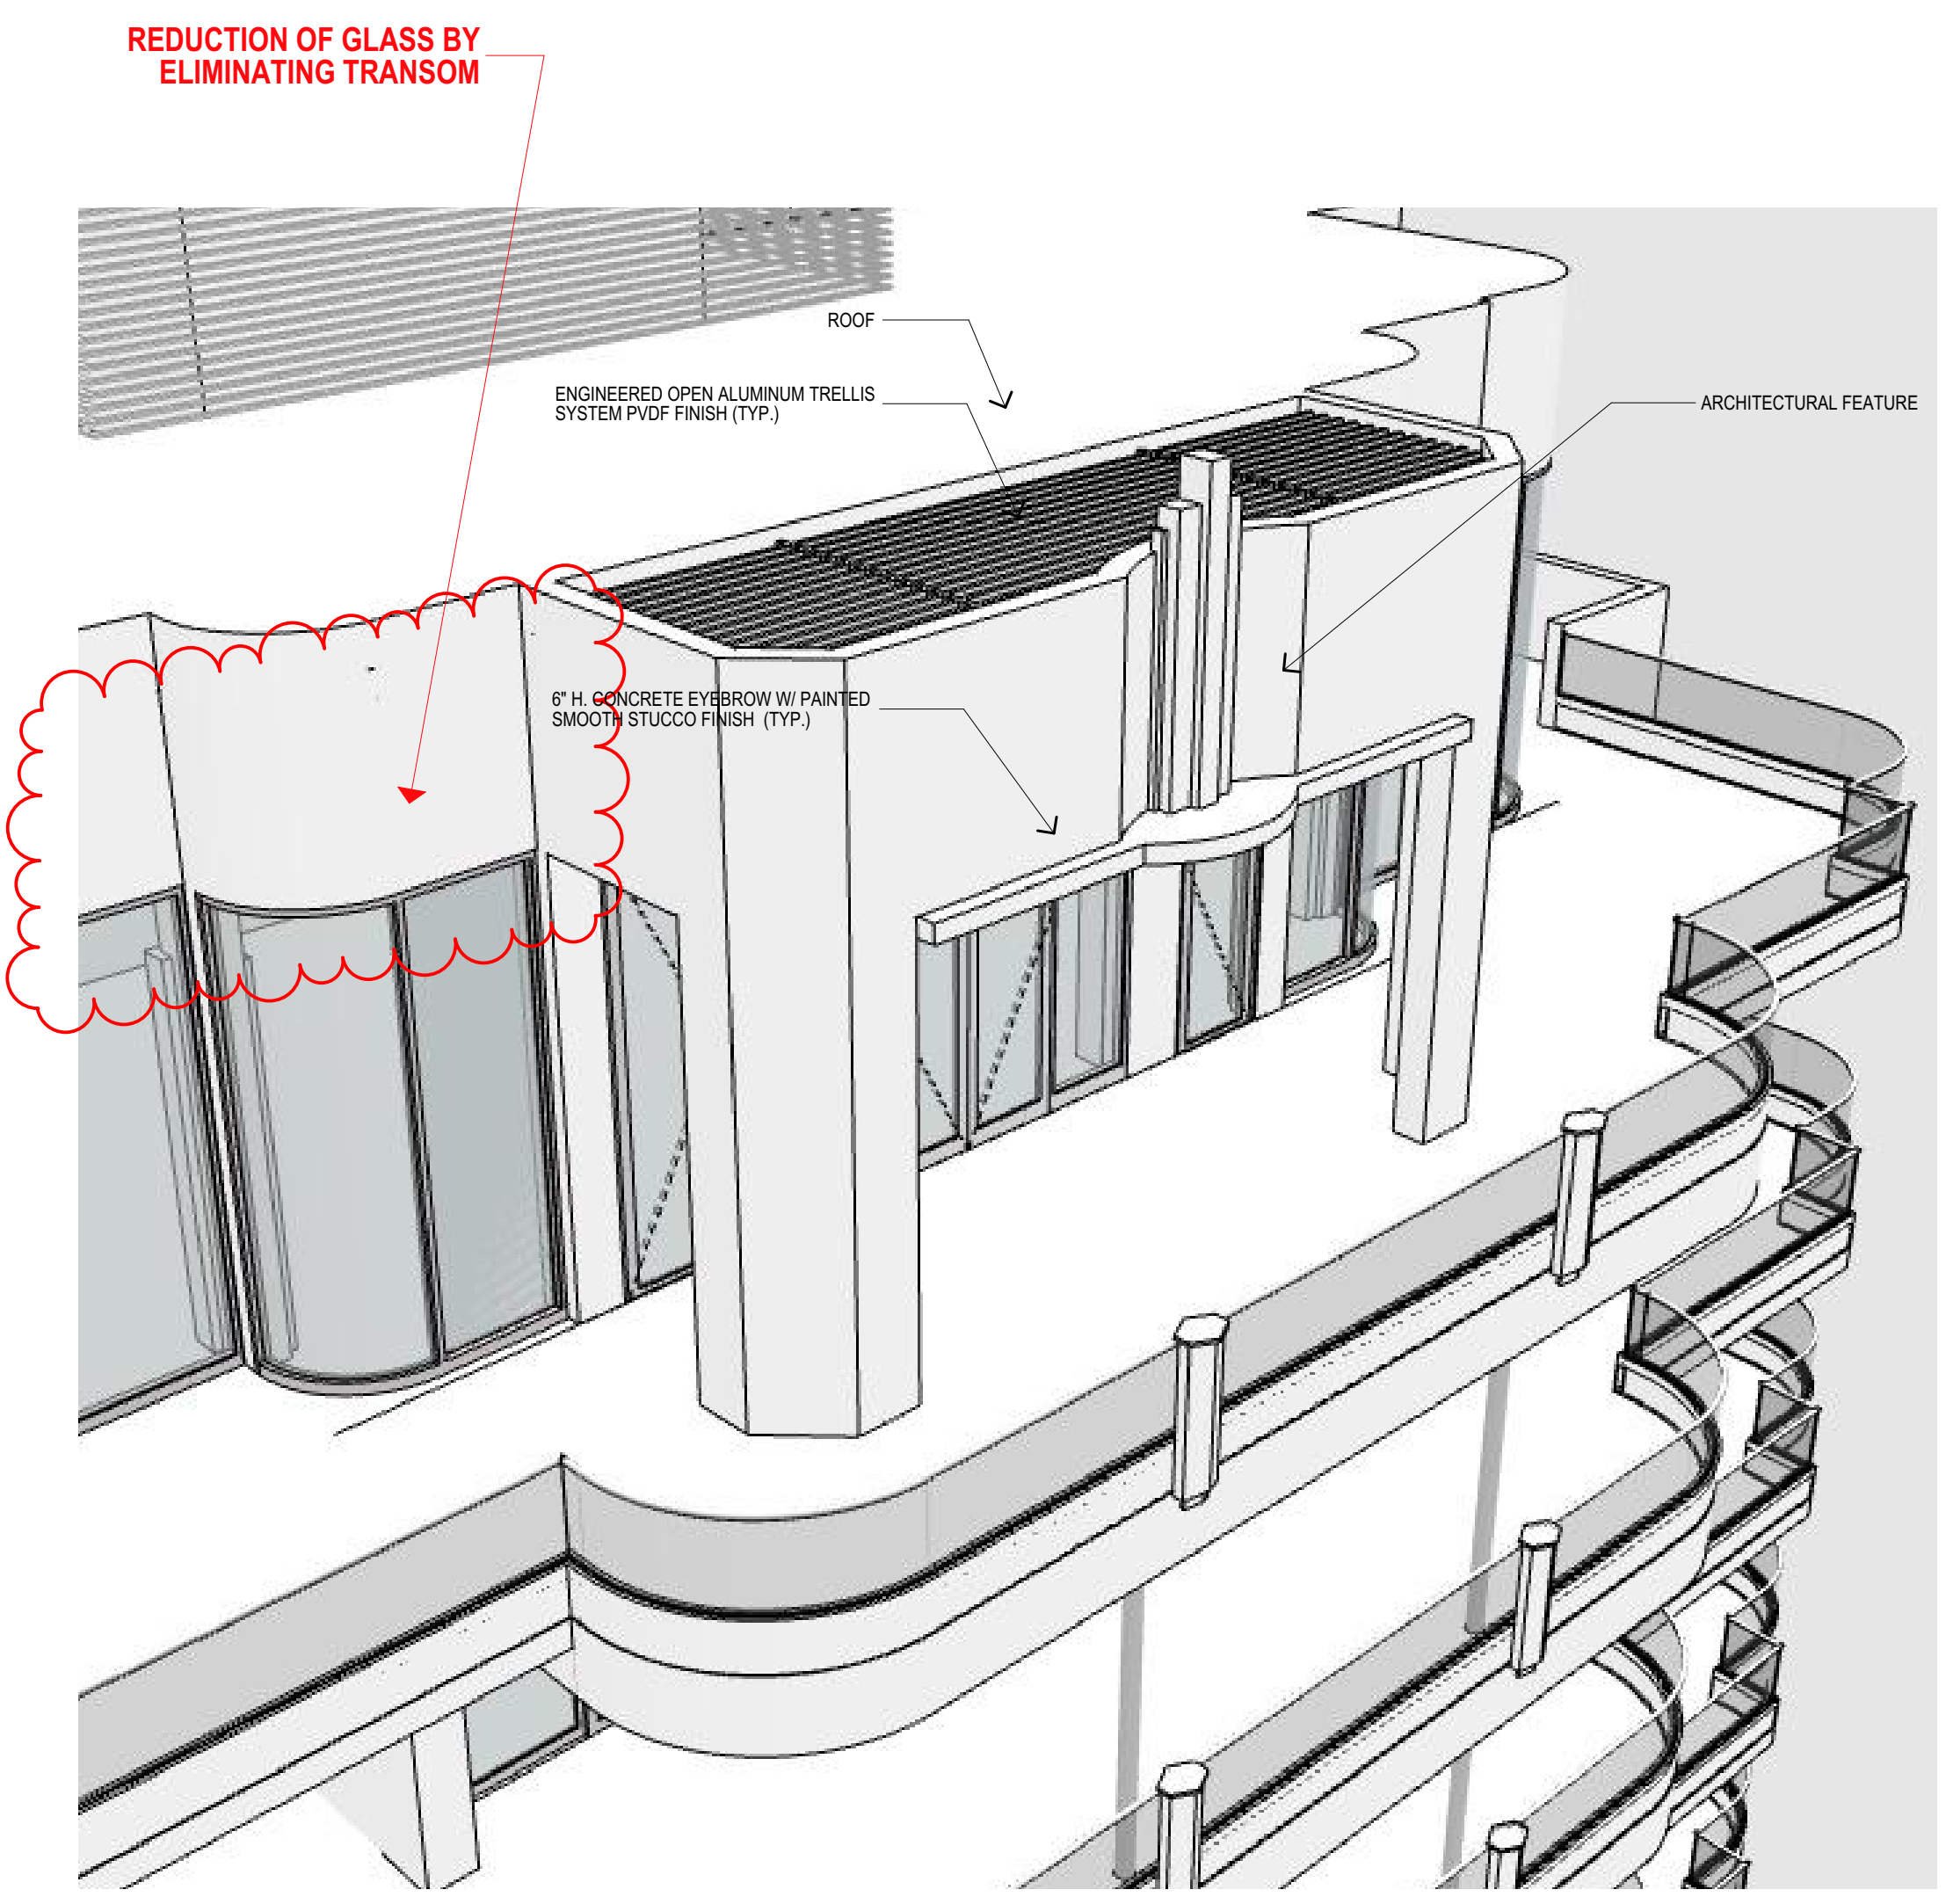 REDUCTION OF GLASS BY
ELIMINATING TRANSOM
ROOF
ENGINEERED OPEN ALUMINUM TRELLIS
SYSTEM PVDF FINISH (TYP.)
ARCHITECTURAL FEATURE
6" H. CONCRETE EYEBROW W/ PAINTED
SMOOTH STUCCO FINISH (TYP.)